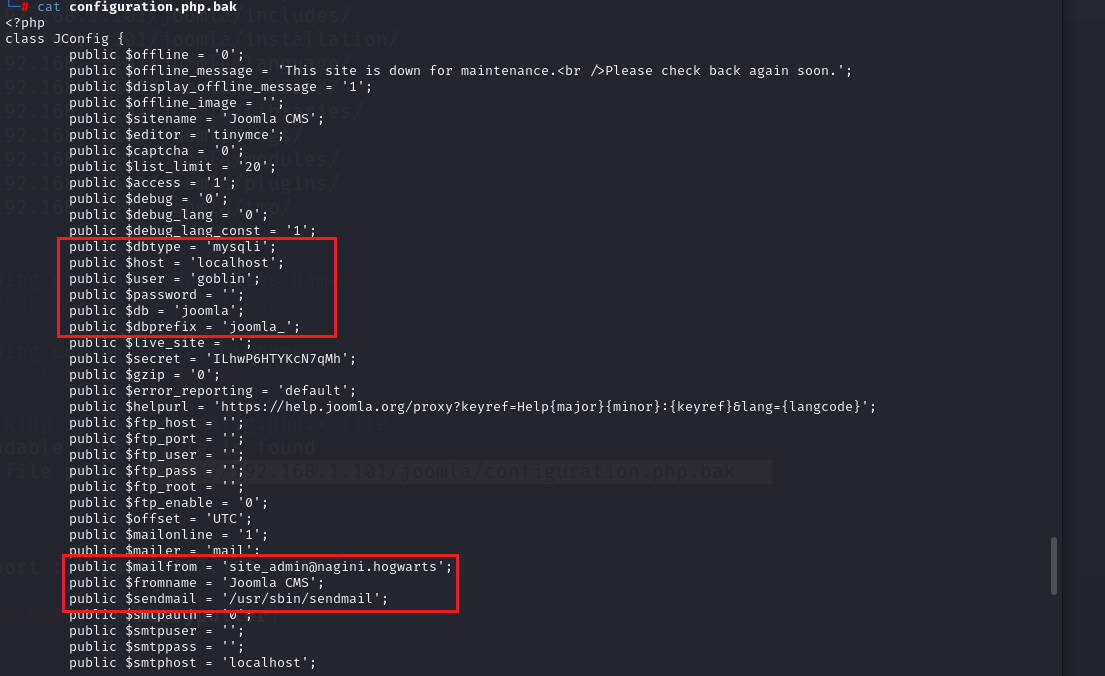 └─# cat configuration.php.bak
<?php
class JConfig {
public $offline = '0';
public $offline_message = 'This site is down for maintenance.<br />Please check back again soon.';
public $display_offline_message = '1';
public $offline_image = '';
public $sitename = 'Joomla CMS';
public $editor = 'tinymce';
public $captcha = '0';
public $list_limit = '20';
public $access = '1';
public $debug = '0';
public $debug_lang = '0';
public $debug_lang_const = '1';
public $dbtype = 'mysqli';
public $host = 'localhost';
public $user = 'goblin';
public $password = '';
public $db = 'joomla';
public $dbprefix = 'joomla_';
public $live_site = '';
public $secret = 'ILhwP6HTYKcN7qMh';
public $gzip = '0';
public $error_reporting = 'default';
public $helpurl = 'https://help.joomla.org/proxy?keyref=Help{major}{minor}:{keyref}&lang={langcode}';
public $ftp_host = '';
public $ftp_port = '';
public $ftp_user = '';
public $ftp_pass = '';
public $ftp_root = '';
public $ftp_enable = '0';
public $offset = 'UTC';
public $mailonline = '1';
public $mailer = 'mail';
public $mailfrom = 'site_admin@nagini.hogwarts';
public $fromname = 'Joomla CMS';
public $sendmail = '/usr/sbin/sendmail';
public $smtpauth = '0';
public $smtpuser = '';
public $smtppass = '';
public $smtphost = 'localhost';